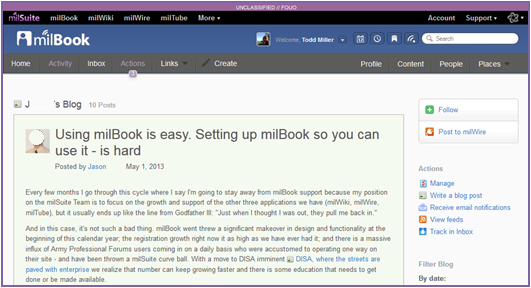 UNCLASSIFIED // FOUO
milSuite milBook milWiki milWire milTube More Account Support
milBook Welcome, Todd Miller 12 Search
Home Activity Inbox Actions Links Create Profile Content People Places
J 's Blog 10 Posts
Follow
Post to milWire
Using milBook is easy. Setting up milBook so you can
use it - is hard
Posted by Jason May 1, 2013
Every few months I go through this cycle where I say I'm going to stay away from milBook support because my position
on the milSuite Team is to focus on the growth and support of the other three applications we have (milWiki, milWire,
milTube), but it usually ends up like the line from Godfather III: "Just when I thought I was out, they pull me back in."
And in this case, it's not such a bad thing. milBook went threw a significant makeover in design and functionality at the
beginning of this calendar year; the registration growth right now it as high as we have ever had it; and there is a massive
influx of Army Professional Forums users coming in on a daily basis who were accustomed to operating one way on
their site - and have been thrown a milSuite curve ball. With a move to DISA imminent DISA, where the streets are
paved with enterprise we realize that number can keep growing faster and there is some education that needs to get
done or be made available.
Actions
Manage
Write a blog post
Receive email notifications
View feeds
Track in Inbox
Filter Blog
By date: